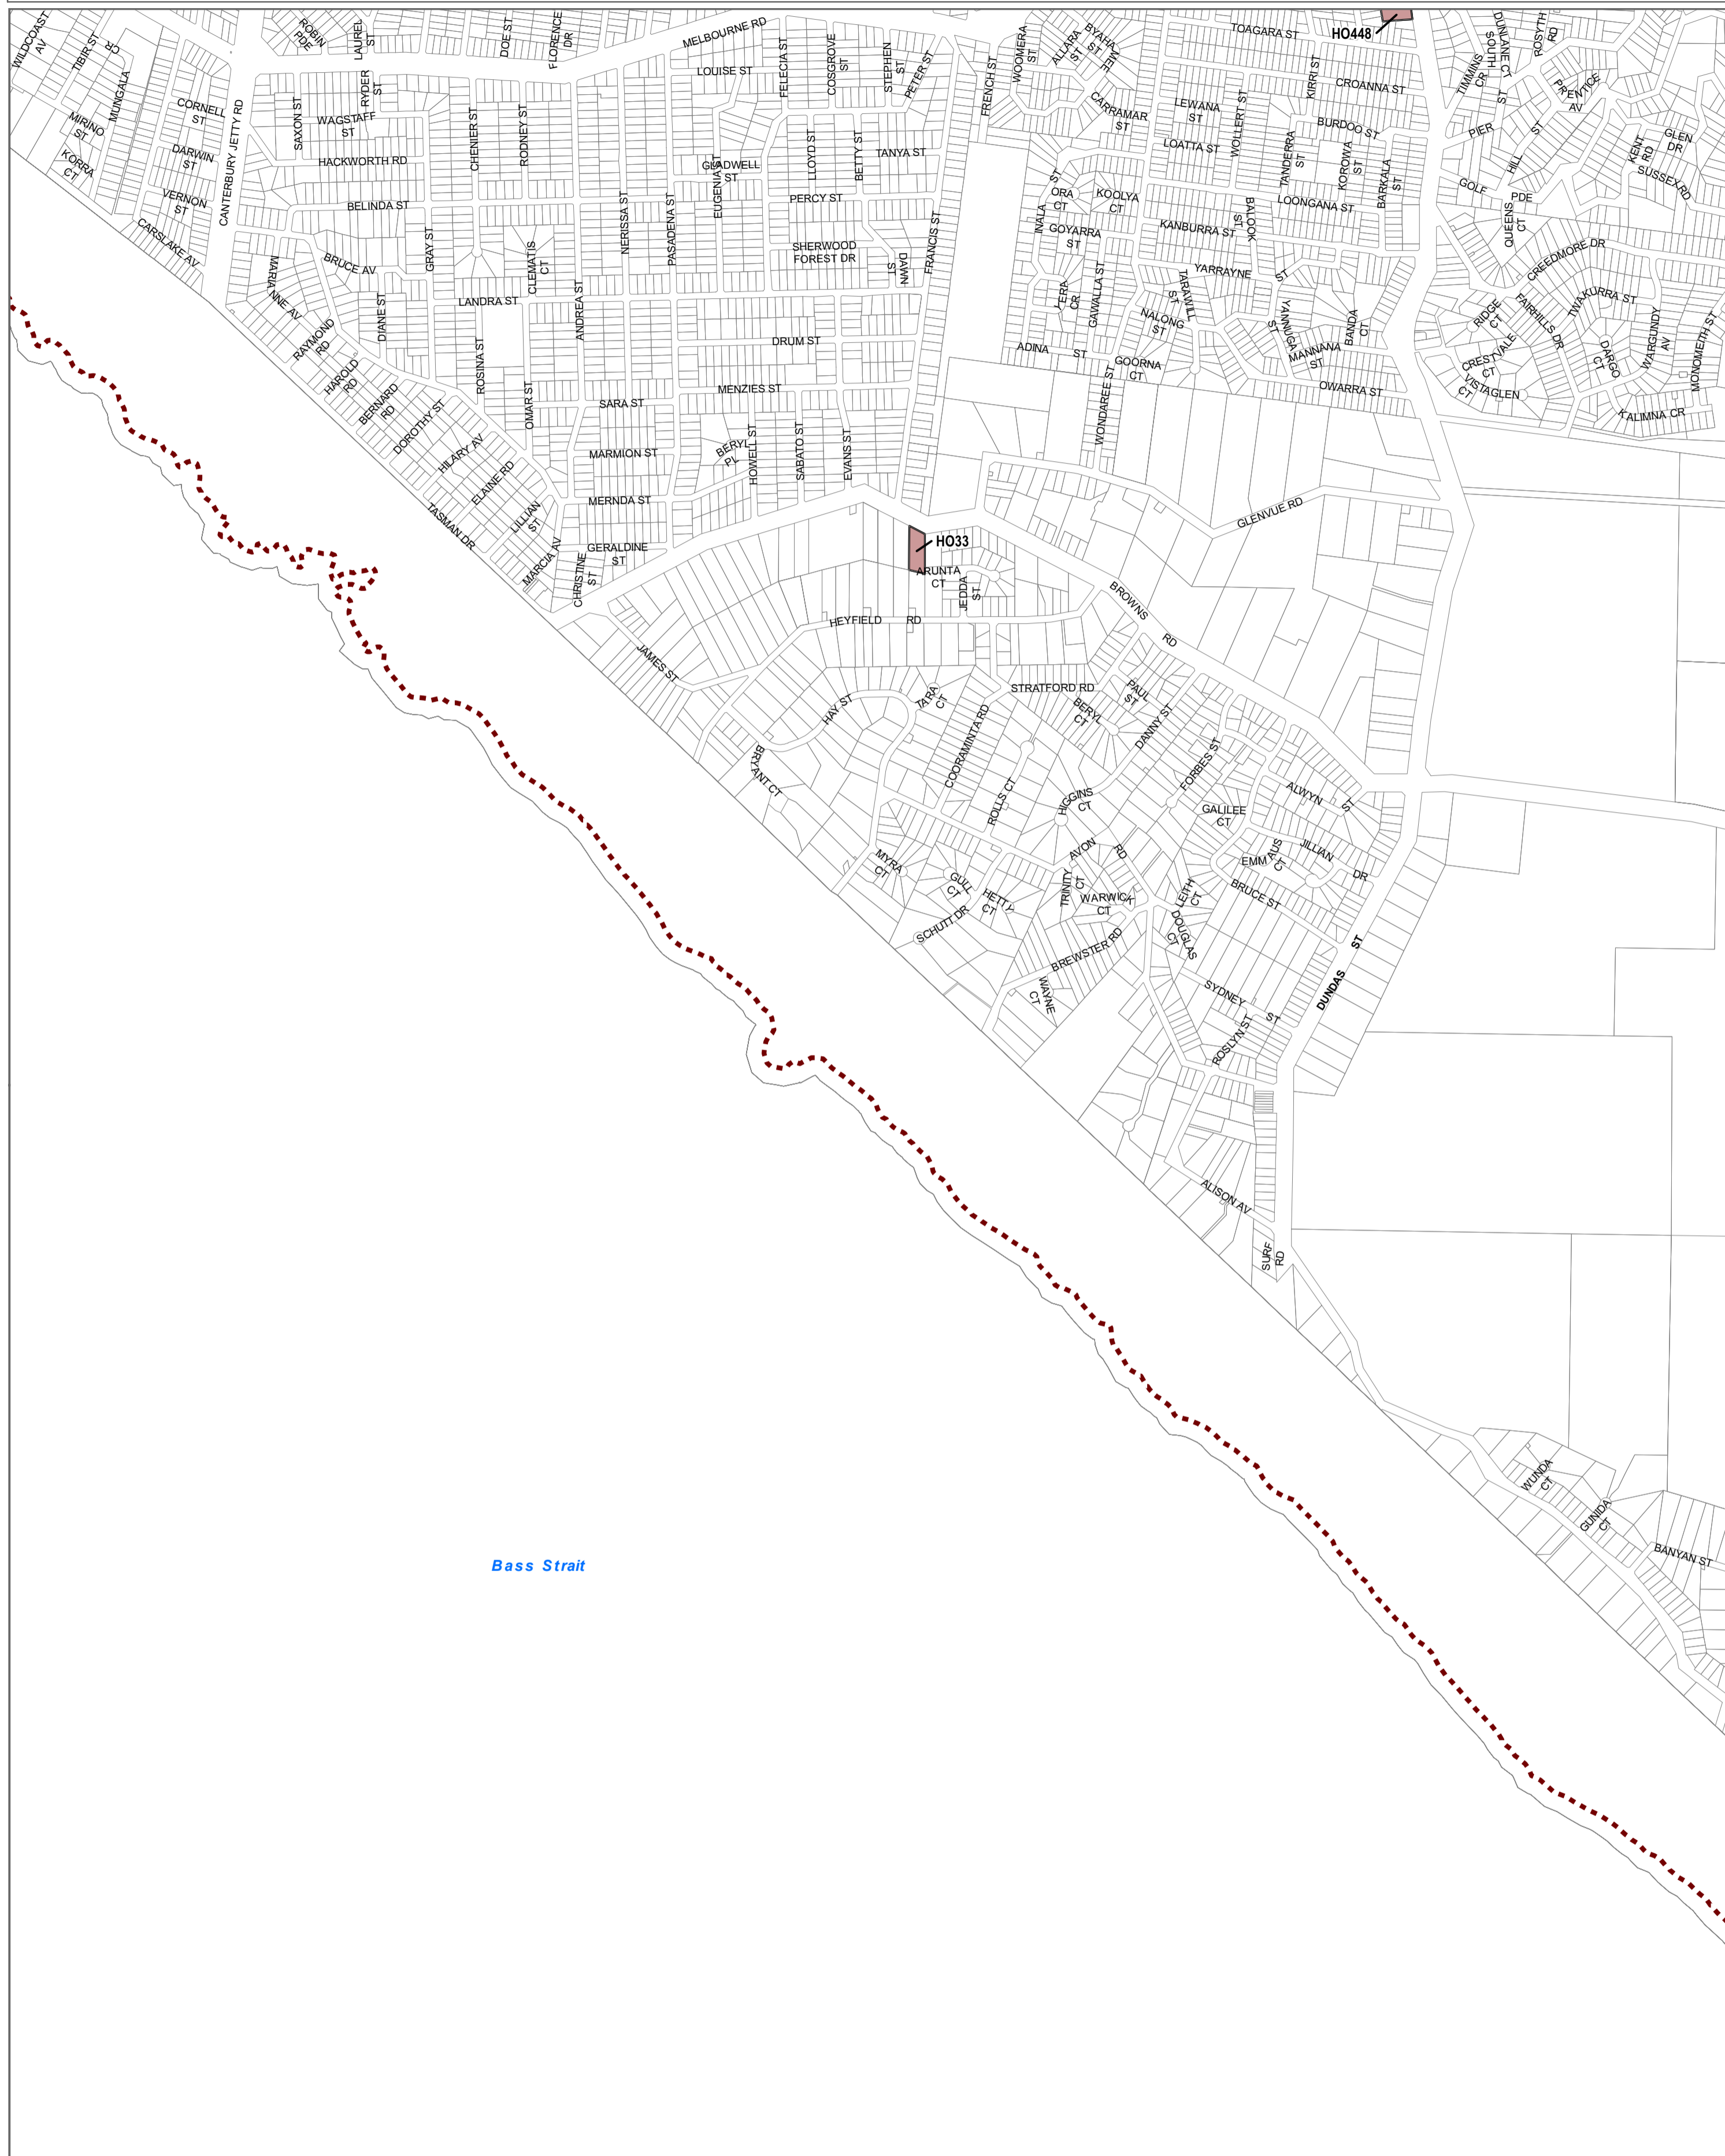 WILDCOAST
AV
TIBIR ST
CR
MUNGALA
ROBIN
PDE
LAUREL
ST
DOE ST
FLORENCE
DR
MELBOURNE RD
FELECIA ST
COSGROVE
ST
STEPHEN
ST
PETER ST
FRENCH ST
WOOMERA
ST
ALLARA
ST
BYAHA
ST
CARRAMAR
ST
TOAGARA ST
HO448
KIRRI ST
CROANNA ST
TIMMINS
CR
DUNLANE CT
SOUTH
ROSYTH
RD
PRENTICE
AV
CORNELL
ST
MIRINO
ST
KORRA
CT
DARWIN
ST
VERNON
ST
CARSLAKE AV
CANTERBURY JETTY RD
SAXON ST
RYDER
ST
WAGSTAFF
ST
HACKWORTH RD
BELINDA ST
CHENIER ST
RODNEY ST
LOUISE ST
GLADWELL
ST
EUGENIA ST
LLOYD ST
BETTY ST
TANYA ST
PERCY ST
LEWANA
ST
WOLLERT ST
LOATTA ST
BURDOO ST
TANDERRA
ST
KOROWA
ST
BARKALA
ST
PIER
ST
HILL
ST
GOLF
PDE
QUEENS
CT
KENT
RD
GLEN
DR
SUSSEX RD
MARIANNE AV
BRUCE AV
GRAY ST
CLEMATIS
CT
NERISSA ST
PASADENA ST
SHERWOOD
FOREST DR
DAWN
ST
FRANCIS ST
INALA
ST
ORA
CT
KOOLYA
CT
GOYARRA
ST
KANBURRA ST
BALOOK
ST
LOONGANA ST
CREEDMORE DR
LANDRA ST
ANDREA ST
DIANE ST
RAYMOND
RD
ROSINA ST
DRUM ST
YERA
CR
GAWALLA ST
TARAWILL
ST
YARRAYNE
ST
NALONG
ST
YANNUGA
ST
BANDA
CT
RIDGE
CT
FAIRHILLS DR
TWAKURRA ST
WARGUNDY
AV
MONOMEITH ST
HAROLD
RD
BERNARD
RD
DOROTHY ST
OMAR ST
SARA ST
MENZIES ST
ADINA
ST
GOORNA
CT
MANNANA
ST
OWARRA ST
CRESTVALE
CT
VISTAGLEN
CT
DARGO
CT
KALIMNA CR
HILARY AV
ELAINE RD
MARMION ST
BERYL
PL
HOWELL ST
SABATO ST
EVANS ST
WONDAREE ST
TASMAN DR
LILLIAN
ST
MERNDA ST
GLENVUE RD
MARCIA AV
CHRISTINE
ST
GERALDINE
ST
HO33
ARUNTA
CT
JEDDA
ST
BROWNS
RD
HEYFIELD RD
JAMES ST
HAY ST
TARA
CT
STRATFORD RD
PAUL
ST
BERYL
CT
DANNY ST
COORAMINTA RD
BRYANT CT
ROLLS CT
HIGGINS
CT
FORBES ST
GALILEE
CT
ALWYN
ST
MYRA
CT
GULL
CT
HETTY
CT
AVON
RD
TRINITY
CT
WARWICK
CT
LEITH
CT
EMMAUS
CT
JILLIAN
DR
BRUCE ST
SCHUTT DR
BREWSTER RD
DOUGLAS
CT
WAYNE
CT
SYDNEY
ST
DUNDAS
ST
ROSLYN ST
ALISON AV
SURF
RD
WUNDA
CT
GUNIDA
CT
BANYAN ST
Bass Strait